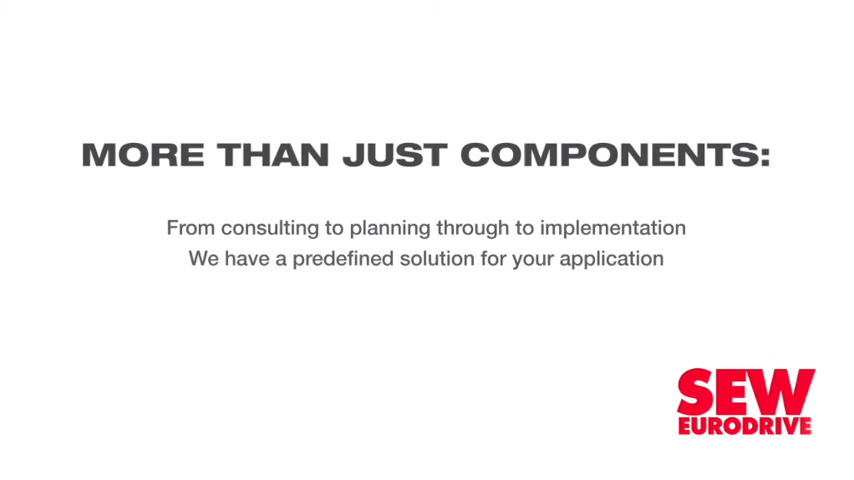 MORE THAN JUST COMPONENTS:
From consulting to planning through to implementation
We have a predefined solution for your application
SEW
EURODRIVE